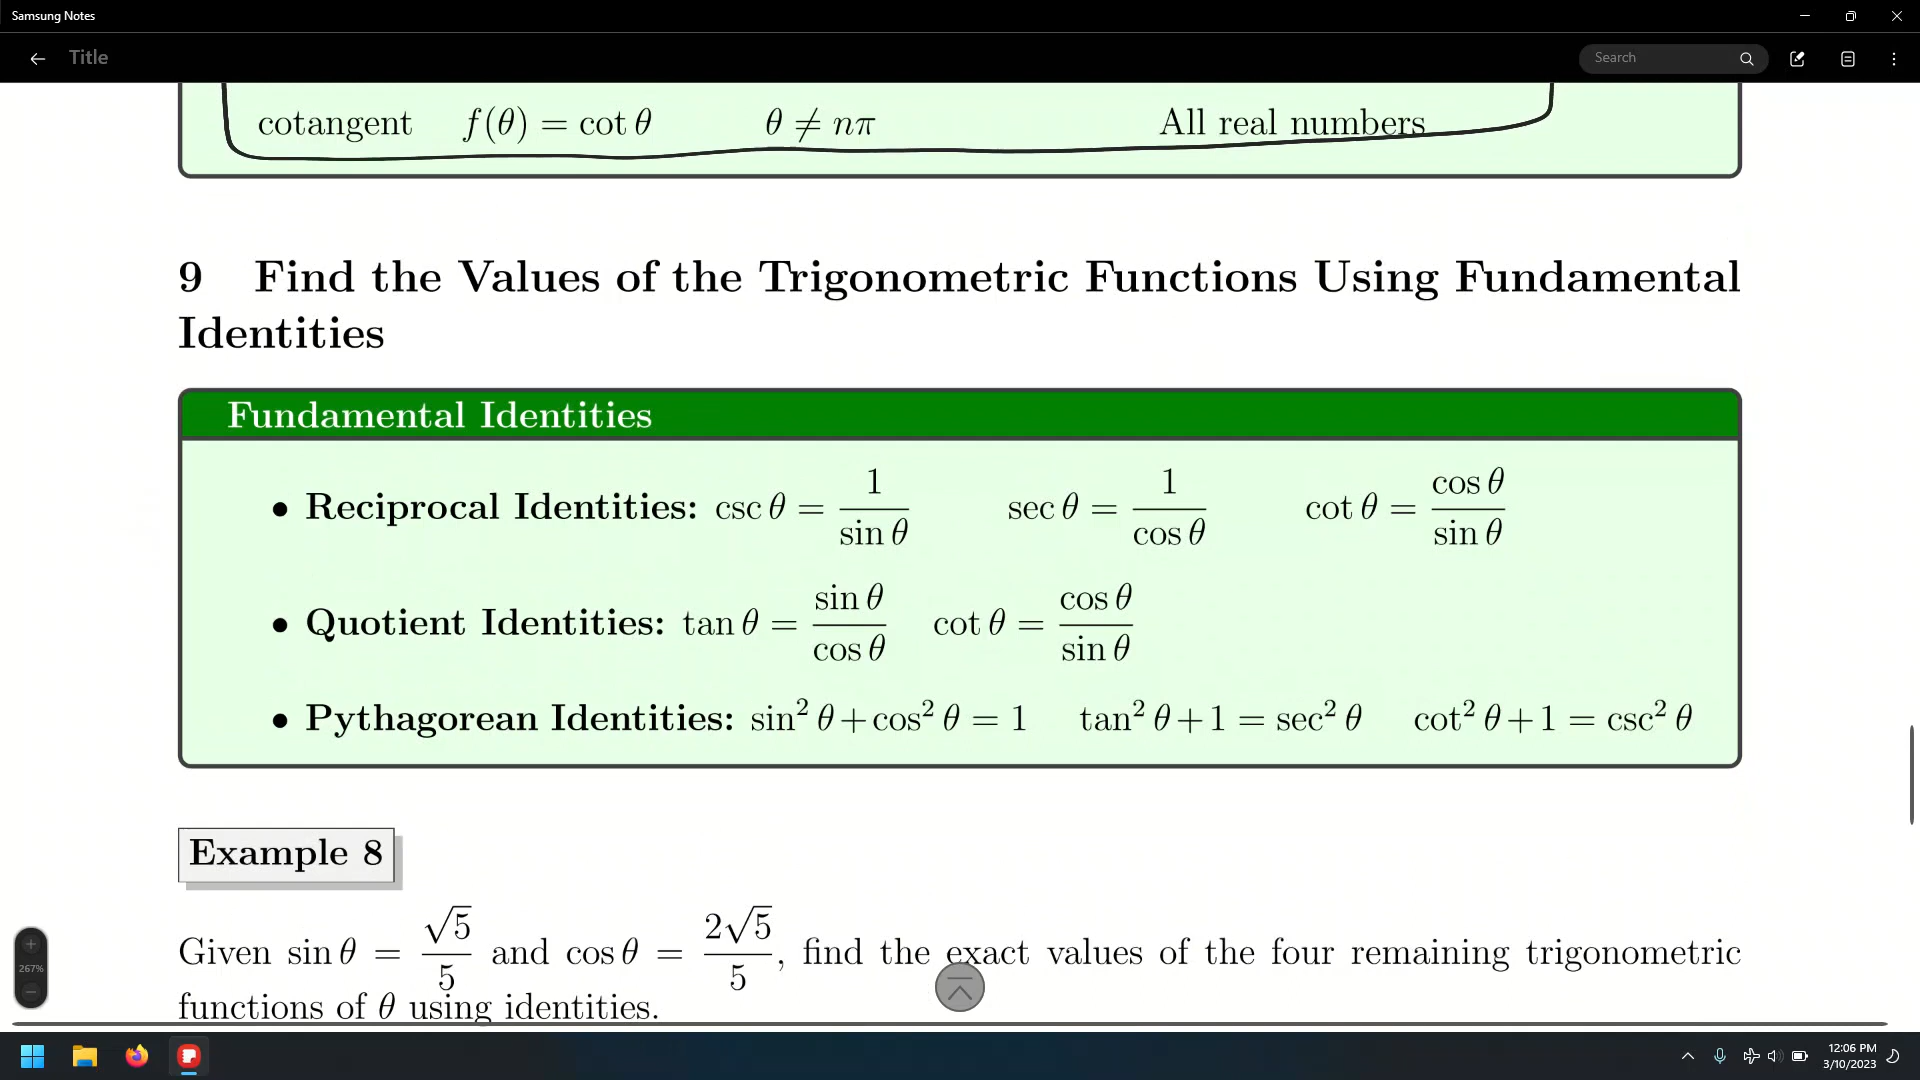 Samsung Notes
Title
Search
cotangent f(θ) = cot θ θ ≠ nπ All real numbers
9 Find the Values of the Trigonometric Functions Using Fundamental
Identities
Fundamental Identities
• Reciprocal Identities: csc θ = 1/sin θ sec θ = 1/cos θ cot θ = cos θ/sin θ
• Quotient Identities: tan θ = sin θ/cos θ cot θ = cos θ/sin θ
• Pythagorean Identities: sin² θ + cos² θ = 1 tan² θ + 1 = sec² θ cot² θ + 1 = csc² θ
Example 8
Given sin θ = √5/5 and cos θ = 2√5/5, find the exact values of the four remaining trigonometric
functions of θ using identities.
267%
12:06 PM
3/10/2023